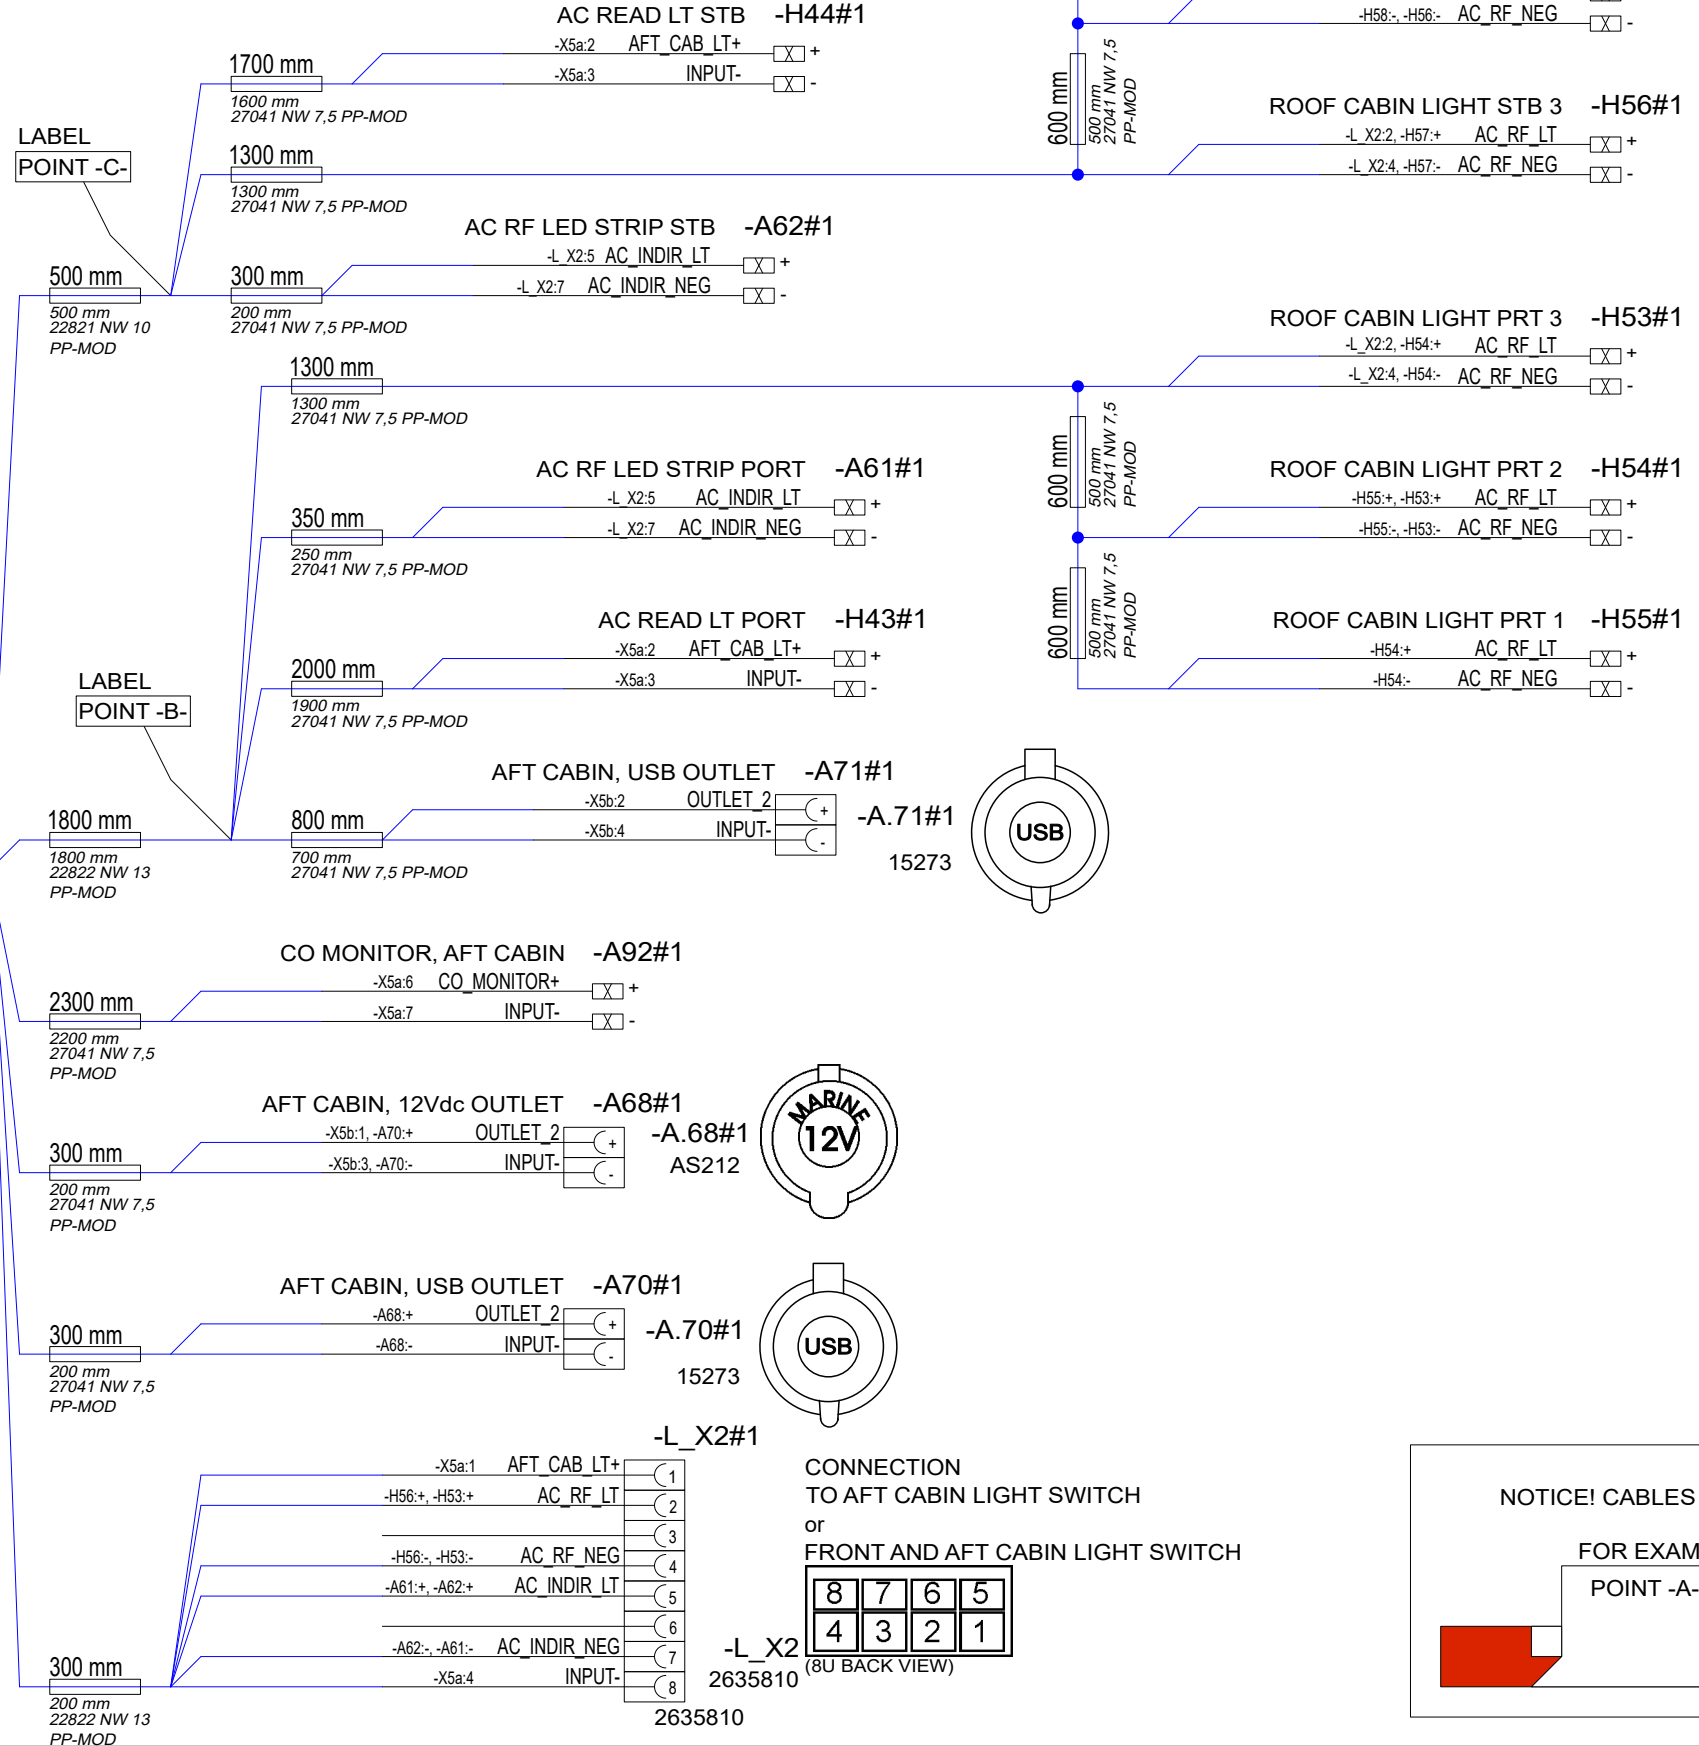 AC READ LT STB -H44#1
-X5a:2 AFT_CAB_LT+ +
-X5a:3 INPUT- -
1700 mm
1600 mm
27041 NW 7,5 PP-MOD
LABEL
POINT -C-
1300 mm
1300 mm
27041 NW 7,5 PP-MOD
AC RF LED STRIP STB -A62#1
-L_X2:5 AC_INDIR_LT +
-L_X2:7 AC_INDIR_NEG -
500 mm
500 mm
22821 NW 10
PP-MOD
300 mm
200 mm
27041 NW 7,5 PP-MOD
-H58:-, -H56:- AC_RF_NEG -
600 mm
500 mm
27041 NW 7,5
PP-MOD
ROOF CABIN LIGHT STB 3 -H56#1
-L_X2:2, -H57:+ AC_RF_LT +
-L_X2:4, -H57:- AC_RF_NEG -
ROOF CABIN LIGHT PRT 3 -H53#1
-L_X2:2, -H54:+ AC_RF_LT +
-L_X2:4, -H54:- AC_RF_NEG -
1300 mm
1300 mm
27041 NW 7,5 PP-MOD
600 mm
500 mm
27041 NW 7,5
PP-MOD
AC RF LED STRIP PORT -A61#1
-L_X2:5 AC_INDIR_LT +
-L_X2:7 AC_INDIR_NEG -
350 mm
250 mm
27041 NW 7,5 PP-MOD
ROOF CABIN LIGHT PRT 2 -H54#1
-H55:+, -H53:+ AC_RF_LT +
-H55:-, -H53:- AC_RF_NEG -
600 mm
500 mm
27041 NW 7,5
PP-MOD
AC READ LT PORT -H43#1
-X5a:2 AFT_CAB_LT+ +
-X5a:3 INPUT- -
2000 mm
1900 mm
27041 NW 7,5 PP-MOD
ROOF CABIN LIGHT PRT 1 -H55#1
-H54:+ AC_RF_LT +
-H54:- AC_RF_NEG -
LABEL
POINT -B-
AFT CABIN, USB OUTLET -A71#1
-X5b:2 OUTLET_2 +
-X5b:4 INPUT- -
-A.71#1
15273
USB
1800 mm
1800 mm
22822 NW 13
PP-MOD
800 mm
700 mm
27041 NW 7,5 PP-MOD
CO MONITOR, AFT CABIN -A92#1
-X5a:6 CO_MONITOR+ +
-X5a:7 INPUT- -
2300 mm
2200 mm
27041 NW 7,5
PP-MOD
AFT CABIN, 12Vdc OUTLET -A68#1
-X5b:1, -A70:+ OUTLET_2 +
-X5b:3, -A70:- INPUT- -
-A.68#1
AS212
MARINE
12V
300 mm
200 mm
27041 NW 7,5
PP-MOD
AFT CABIN, USB OUTLET -A70#1
-A68:+ OUTLET_2 +
-A68:- INPUT- -
-A.70#1
15273
USB
300 mm
200 mm
27041 NW 7,5
PP-MOD
-L_X2#1
-X5a:1 AFT_CAB_LT+ 1
-H56:+, -H53:+ AC_RF_LT 2
3
-H56:-, -H53:- AC_RF_NEG 4
-A61:+, -A62:+ AC_INDIR_LT 5
6
-A62:-, -A61:- AC_INDIR_NEG 7
-X5a:4 INPUT- 8
2635810
300 mm
200 mm
22822 NW 13
PP-MOD
CONNECTION
TO AFT CABIN LIGHT SWITCH
or
FRONT AND AFT CABIN LIGHT SWITCH
8 7 6 5
4 3 2 1
-L_X2
2635810
(8U BACK VIEW)
NOTICE! CABLES
FOR EXAM
POINT -A-